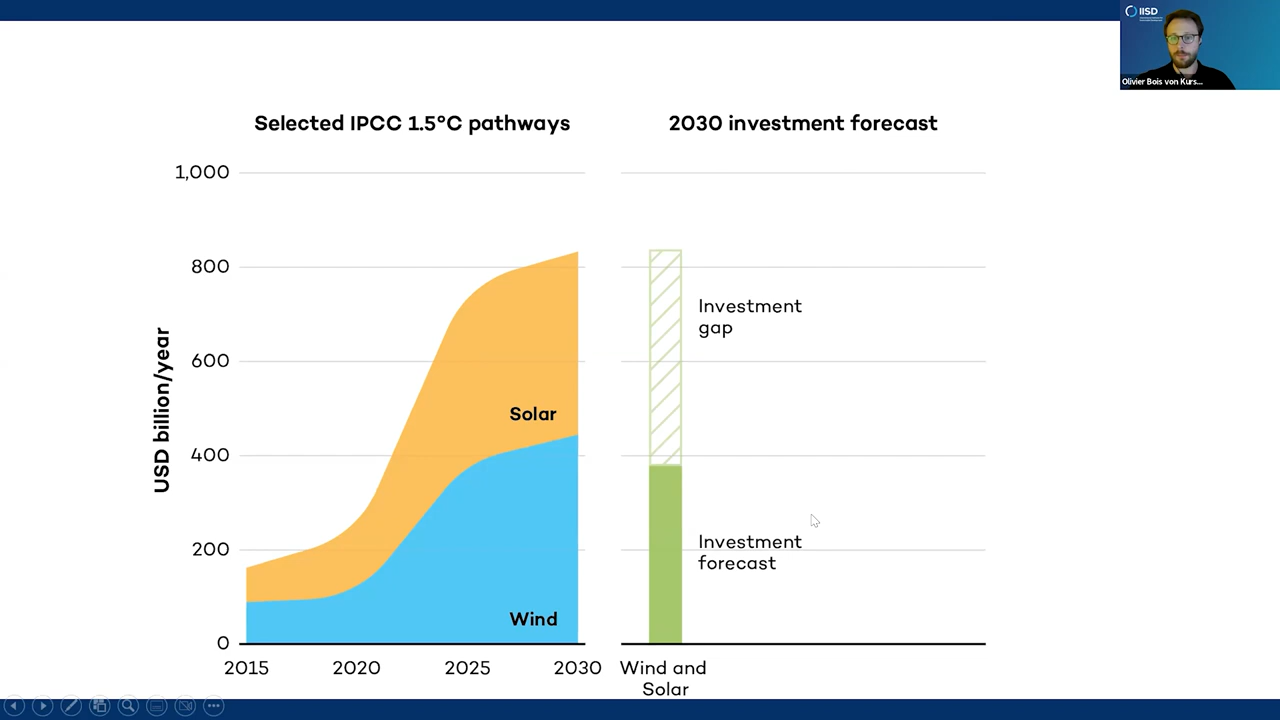 IISD
Olivier Bois von Kurs...
Selected IPCC 1.5°C pathways
2030 investment forecast
1,000
800
600
400
200
0
USD billion/year
Solar
Wind
2015
2020
2025
2030
Investment
gap
Investment
forecast
Wind and
Solar